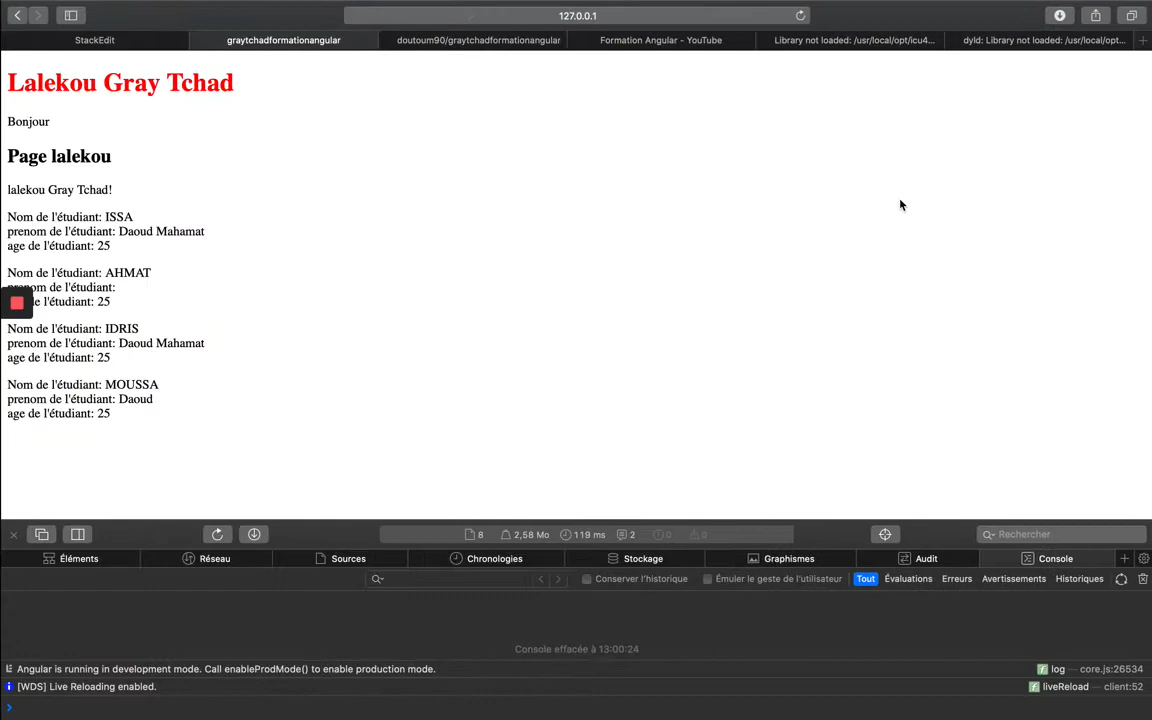 127.0.0.1
StackEdit
graytchadformationangular
doutoum90/graytchadformationangular
Formation Angular - YouTube
Library not loaded: /usr/local/opt/icu4...
dyld: Library not loaded: /usr/local/opt...
Lalekou Gray Tchad
Bonjour
Page lalekou
lalekou Gray Tchad!
Nom de l'étudiant: ISSA
prenom de l'étudiant: Daoud Mahamat
age de l'étudiant: 25
Nom de l'étudiant: AHMAT
prenom de l'étudiant:
de l'étudiant: 25
Nom de l'étudiant: IDRIS
prenom de l'étudiant: Daoud Mahamat
age de l'étudiant: 25
Nom de l'étudiant: MOUSSA
prenom de l'étudiant: Daoud
age de l'étudiant: 25
8 2,58 Mo 119 ms 2 0 0
Rechercher
Éléments Réseau Sources Chronologies Stockage Graphismes Audit Console
Conserver l'historique Émuler le geste de l'utilisateur Tout Évaluations Erreurs Avertissements Historiques
Console effacée à 13:00:24
Angular is running in development mode. Call enableProdMode() to enable production mode. f log — core.js:26534
[WDS] Live Reloading enabled. f liveReload — client:52